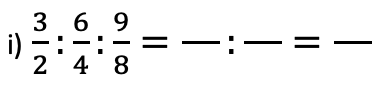 i) 3/2 : 6/4 : 9/8 = — : — = —